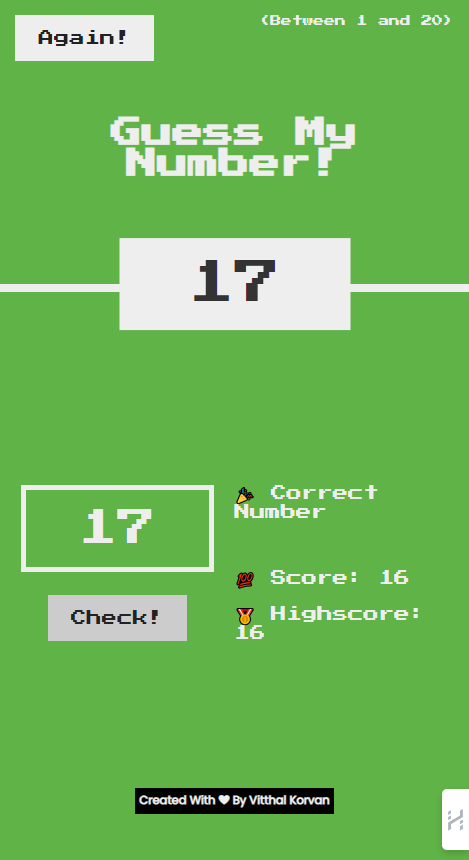 Again!
(Between 1 and 20)
Guess My
Number!
17
17
🎉 Correct
Number
💯 Score: 16
🥇 Highscore:
16
Check!
Created With ❤ By Vitthal Korvan